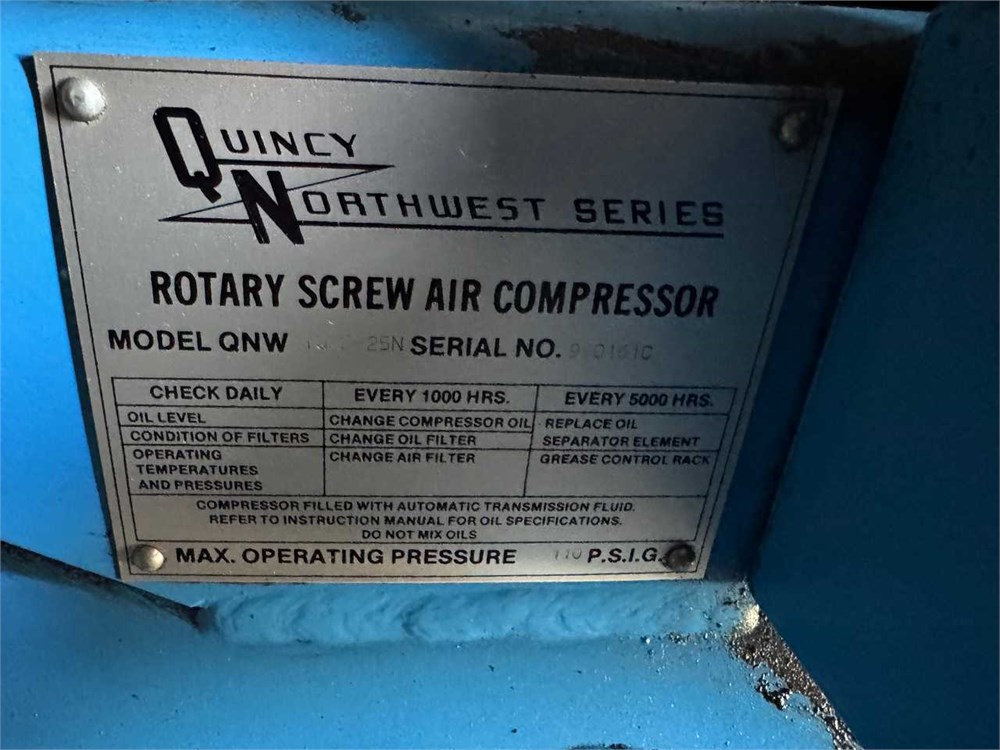 QUINCY
NORTHWEST SERIES
ROTARY SCREW AIR COMPRESSOR
MODEL QNW 25N SERIAL NO.
CHECK DAILY EVERY 1000 HRS. EVERY 5000 HRS.
OIL LEVEL CHANGE COMPRESSOR OIL REPLACE OIL
CONDITION OF FILTERS CHANGE OIL FILTER SEPARATOR ELEMENT
OPERATING CHANGE AIR FILTER GREASE CONTROL RACK
TEMPERATURES
AND PRESSURES
COMPRESSOR FILLED WITH AUTOMATIC TRANSMISSION FLUID.
REFER TO INSTRUCTION MANUAL FOR OIL SPECIFICATIONS.
DO NOT MIX OILS
MAX. OPERATING PRESSURE 110 P.S.I.G.